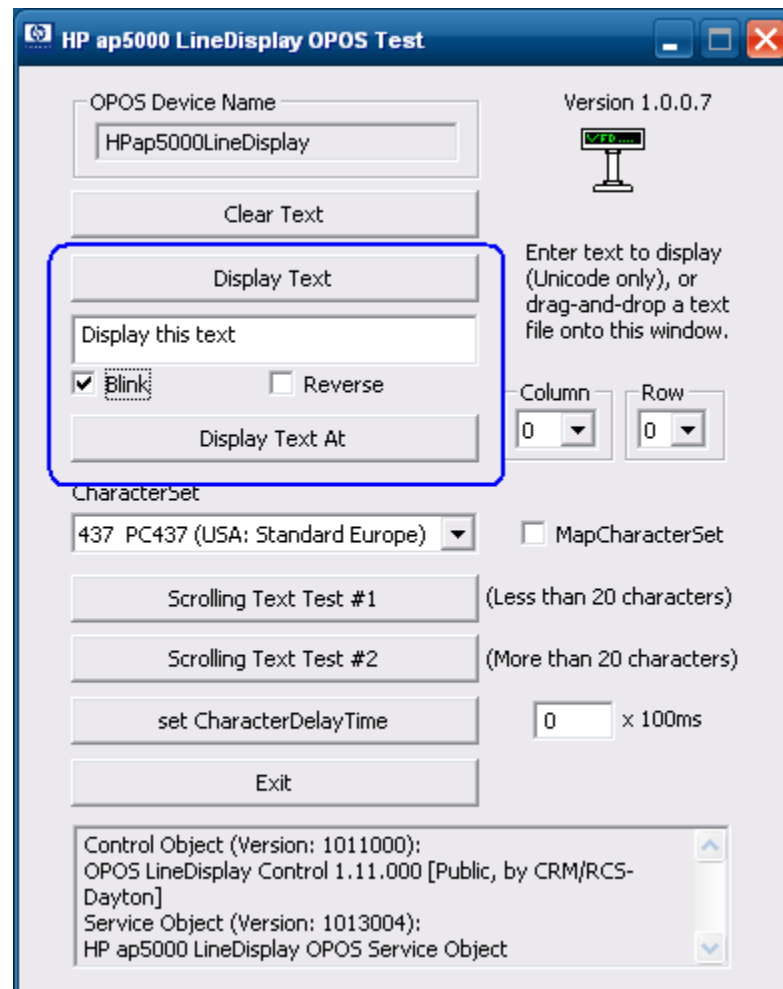 HP ap5000 LineDisplay OPOS Test
OPOS Device Name
Version 1.0.0.7
HPap5000LineDisplay
VFD....
Clear Text
Enter text to display
(Unicode only), or
drag-and-drop a text
file onto this window.
Display Text
Display this text
Blink
Reverse
Column
Row
0
0
Display Text At
CharacterSet
437 PC437 (USA: Standard Europe)
MapCharacterSet
Scrolling Text Test #1
(Less than 20 characters)
Scrolling Text Test #2
(More than 20 characters)
set CharacterDelayTime
0
x 100ms
Exit
Control Object (Version: 1011000):
OPOS LineDisplay Control 1.11.000 [Public, by CRM/RCS-
Dayton]
Service Object (Version: 1013004):
HP ap5000 LineDisplay OPOS Service Object